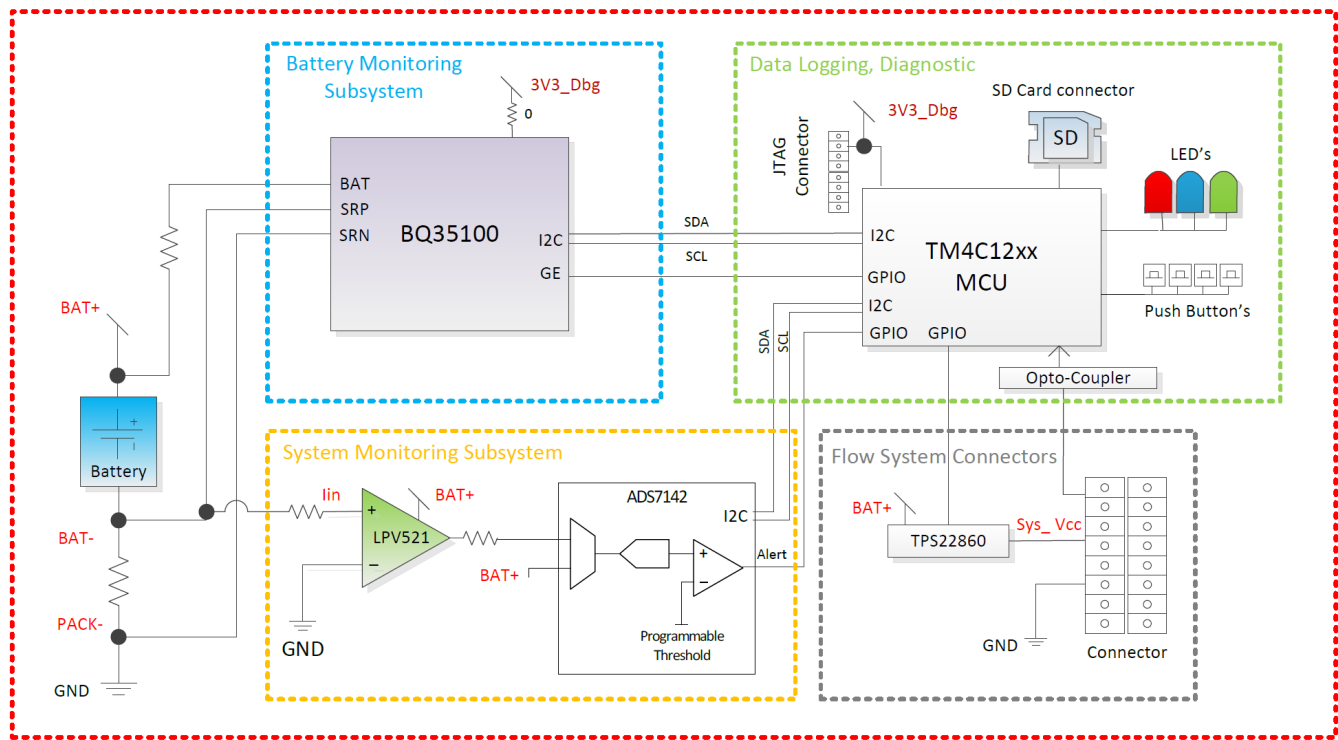 Battery Monitoring
Subsystem
3V3_Dbg
0
BAT
SRP
SRN
BQ35100
I2C
GE
SDA
SCL
Data Logging, Diagnostic
JTAG
Connector
3V3_Dbg
SD Card connector
SD
LED's
I2C
GPIO
I2C
GPIO
GPIO
TM4C12xx
MCU
Push Button's
Opto-Coupler
SDA
SCL
BAT+
Battery
+
BAT-
PACK-
GND
System Monitoring Subsystem
Iin
BAT+
+
LPV521
−
GND
BAT+
ADS7142
I2C
+
−
Alert
Programmable
Threshold
Flow System Connectors
BAT+
TPS22860
Sys_ Vcc
GND
Connector